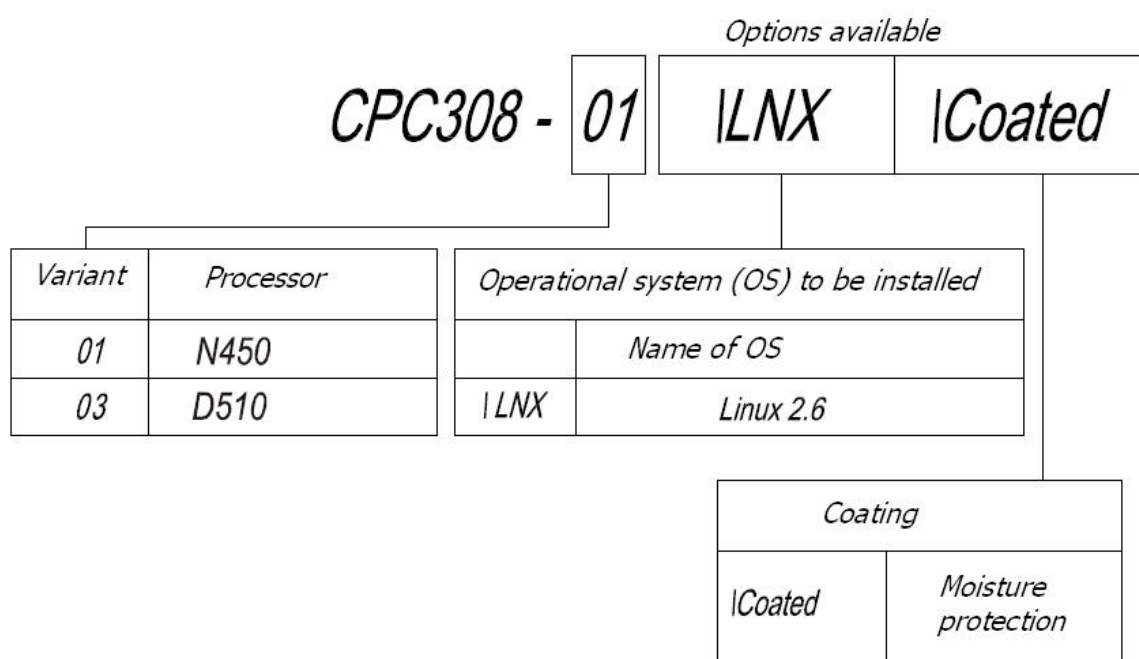 Options available
CPC308 - 01 \LNX \Coated
Variant Processor
01 N450
03 D510
Operational system (OS) to be installed
Name of OS
\LNX Linux 2.6
Coating
\Coated Moisture
protection